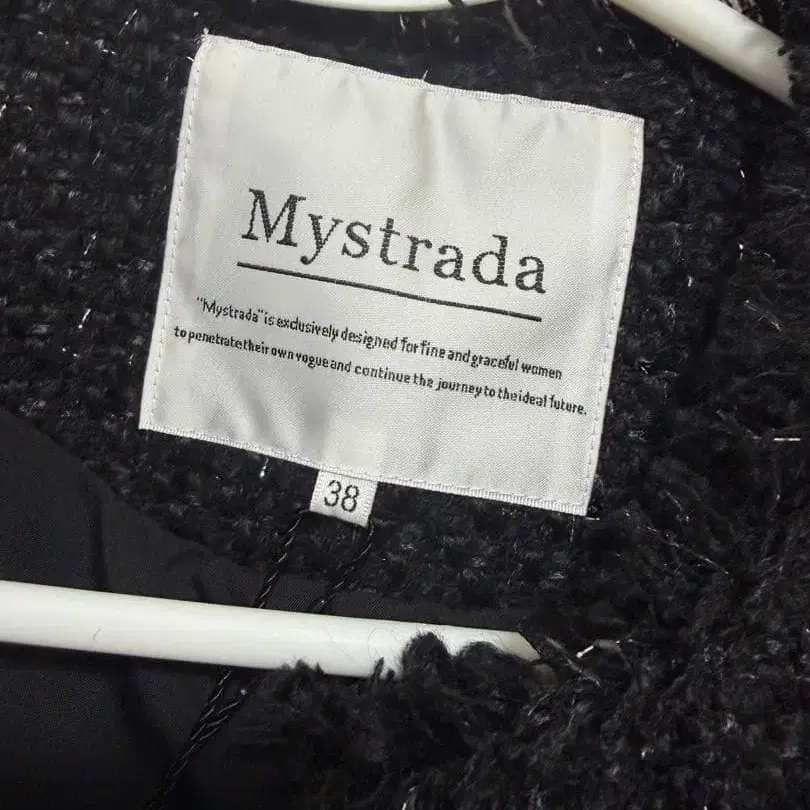 Mystrada
"Mystrada" is exclusively designed for fine and graceful women
to penetrate their own vogue and continue the journey to the ideal future.
38